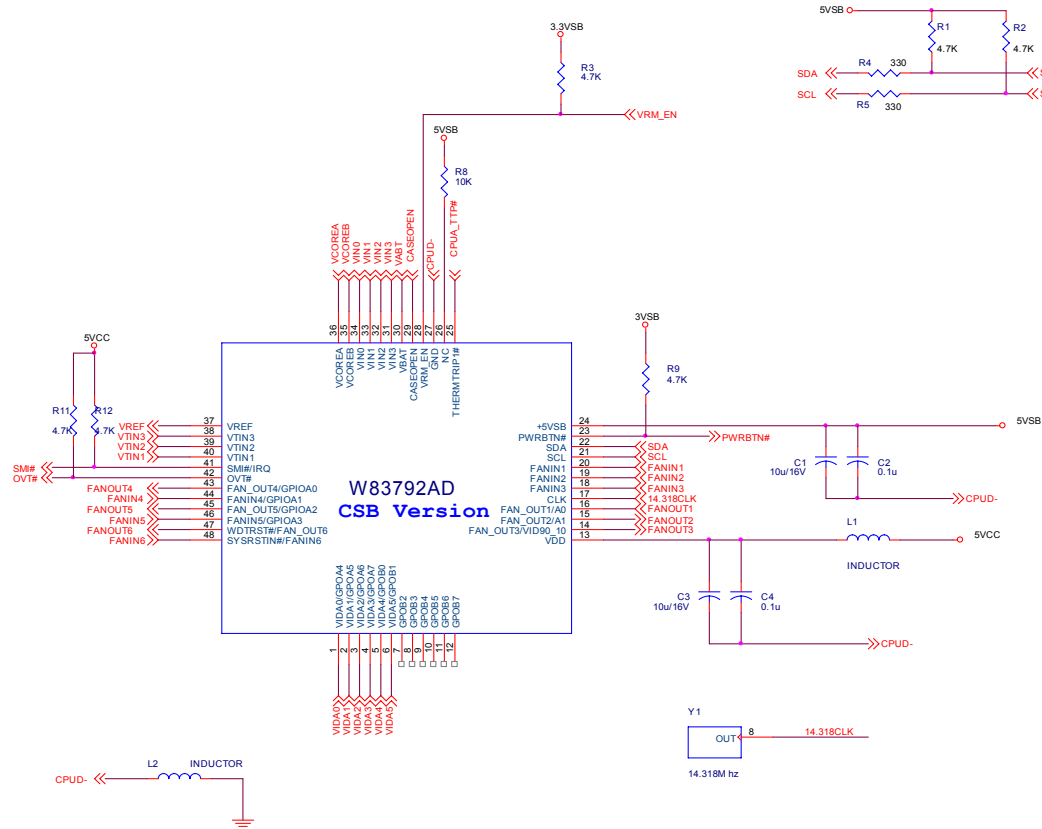 5VSB
R1
4.7K
R2
4.7K
R4
330
SDA
SCL
R5
330
S
S
3.3VSB
R3
4.7K
VRM_EN
5VSB
R8
10K
VCOREA
VCOREB
VIN0
VIN1
VIN2
VIN3
VABT
CASEOPEN
CPUD-
CPUA_TTP#
36
35
34
33
32
31
30
29
28
27
26
25
VCOREA
VCOREB
VIN0
VIN1
VIN2
VIN3
VBAT
CASEOPEN
VRM_EN
GND
NC
THERMTRIP1#
3VSB
R9
4.7K
5VCC
R11
4.7K
R12
4.7K
VREF 37 VREF
VTIN3 38 VTIN3
VTIN2 39 VTIN2
VTIN1 40 VTIN1
SMI# 41 SMI#/IRQ
OVT# 42 OVT#
FANOUT4 43 FAN_OUT4/GPIOA0
FANIN4 44 FANIN4/GPIOA1
FANOUT5 45 FAN_OUT5/GPIOA2
FANIN5 46 FANIN5/GPIOA3
FANOUT6 47 WDTRST#/FAN_OUT6
FANIN6 48 SYSRSTIN#/FANIN6
W83792AD
CSB Version
+5VSB 24 5VSB
PWRBTN# 23 PWRBTN#
SDA 22 SDA
SCL 21 SCL
FANIN1 20 FANIN1
FANIN2 19 FANIN2
FANIN3 18 FANIN3
CLK 17 14.318CLK
FAN_OUT1/A0 16 FANOUT1
FAN_OUT2/A1 15 FANOUT2
FAN_OUT3/VID90_10 14 FANOUT3
VDD 13
C1
10u/16V
C2
0.1u
CPUD-
L1
INDUCTOR
5VCC
C3
10u/16V
C4
0.1u
CPUD-
VIDA0/GPOA4
VIDA1/GPOA5
VIDA2/GPOA6
VIDA3/GPOA7
VIDA4/GPOB0
VIDA5/GPOB1
GPOB2
GPOB3
GPOB4
GPOB5
GPOB6
GPOB7
1
2
3
4
5
6
7
8
9
10
11
12
VIDA0
VIDA1
VIDA2
VIDA3
VIDA4
VIDA5
Y1
OUT 8 14.318CLK
14.318M hz
L2 INDUCTOR
CPUD-